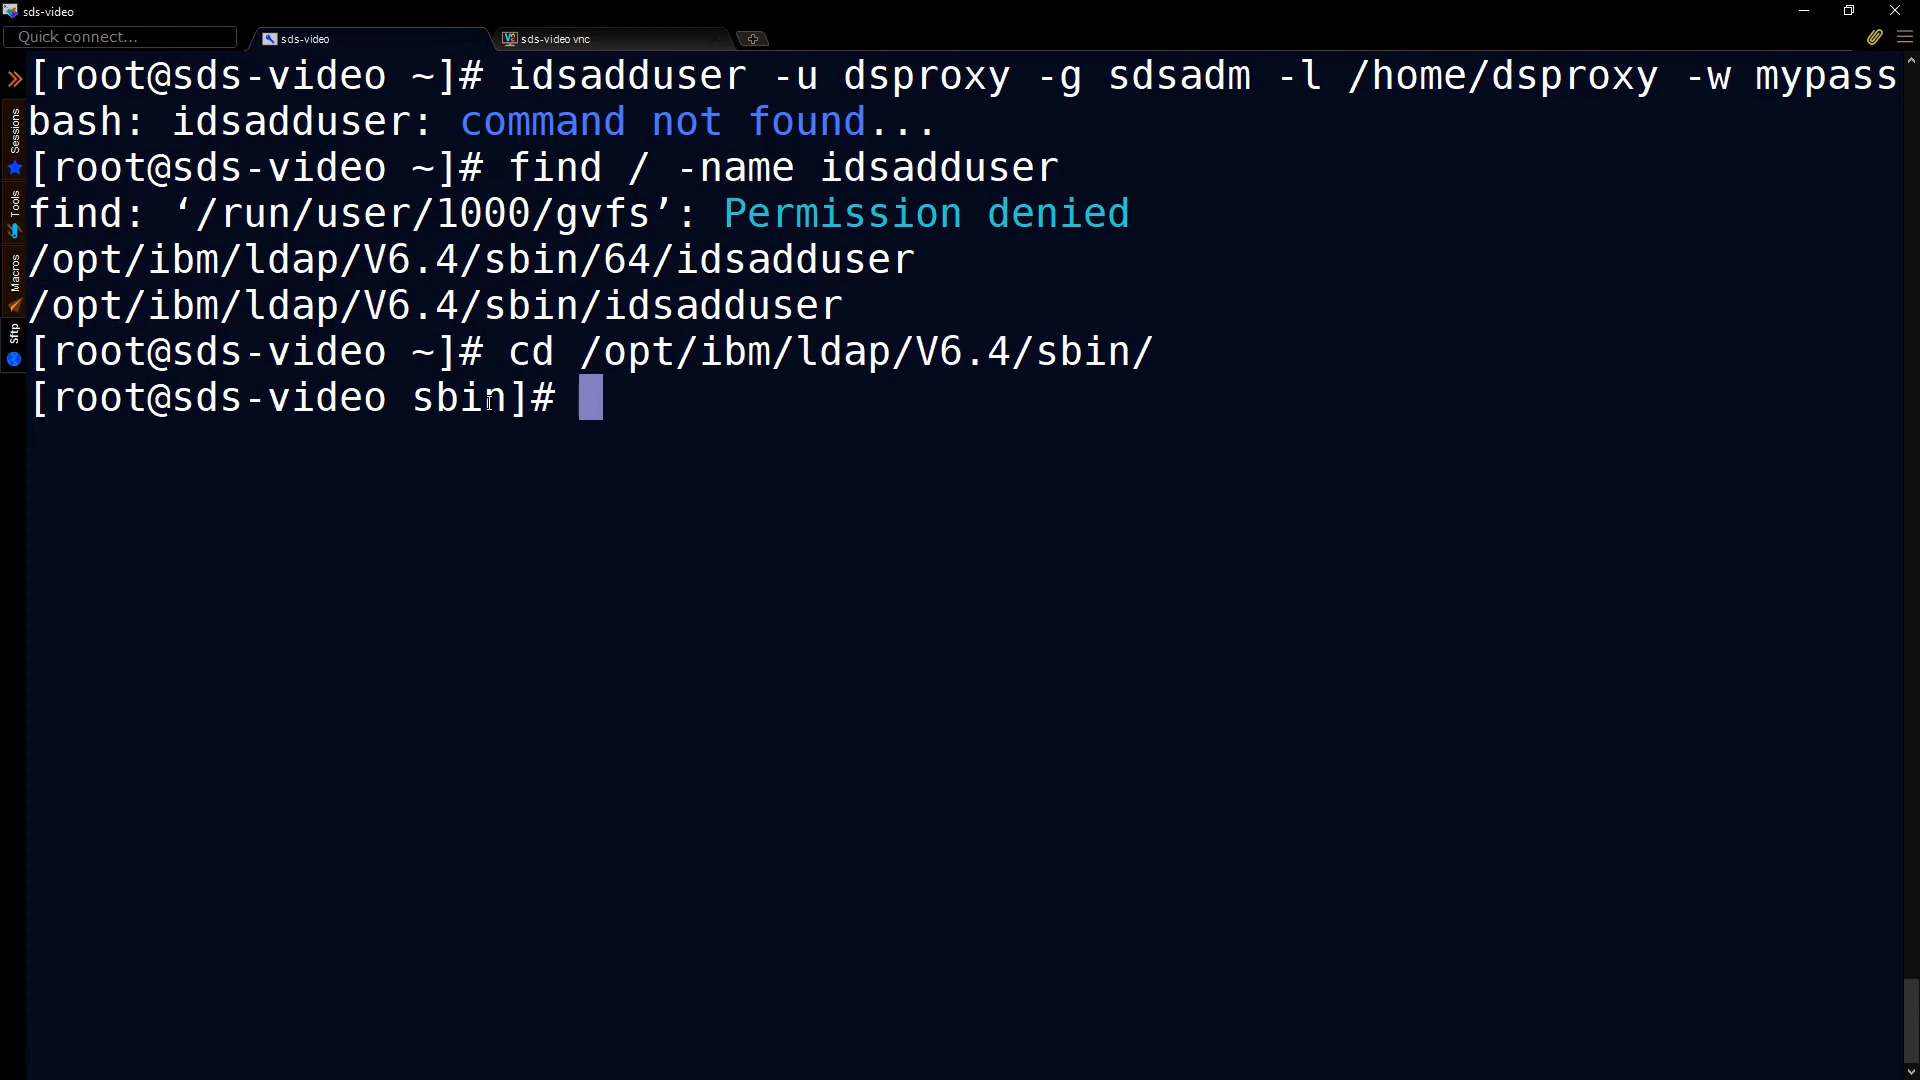 sds-video
Quick connect...
sds-video
sds-video vnc
[root@sds-video ~]# idsadduser -u dsproxy -g sdsadm -l /home/dsproxy -w mypass
bash: idsadduser: command not found...
[root@sds-video ~]# find / -name idsadduser
find: ‘/run/user/1000/gvfs’: Permission denied
/opt/ibm/ldap/V6.4/sbin/64/idsadduser
/opt/ibm/ldap/V6.4/sbin/idsadduser
[root@sds-video ~]# cd /opt/ibm/ldap/V6.4/sbin/
[root@sds-video sbin]#
Sessions
Tools
Macros
Sftp